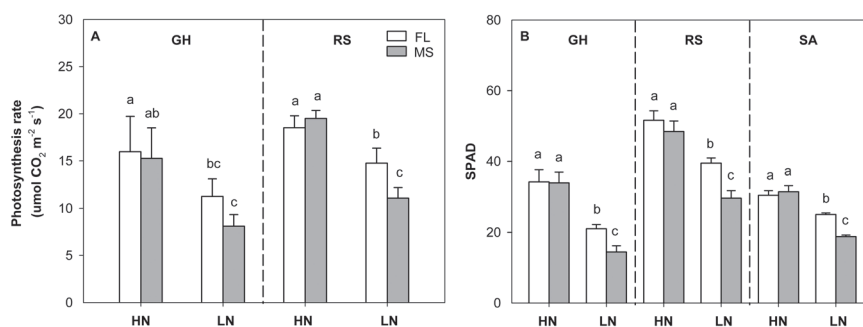 A
GH
RS
FL
MS
Photosynthesis rate
(umol CO2 m-2 s-1)
30
25
20
15
10
5
0
a
ab
bc
c
a
a
b
c
HN
LN
HN
LN
B
GH
RS
SA
SPAD
80
60
40
20
0
a
a
b
c
a
a
b
c
a
a
b
c
HN
LN
HN
LN
HN
LN